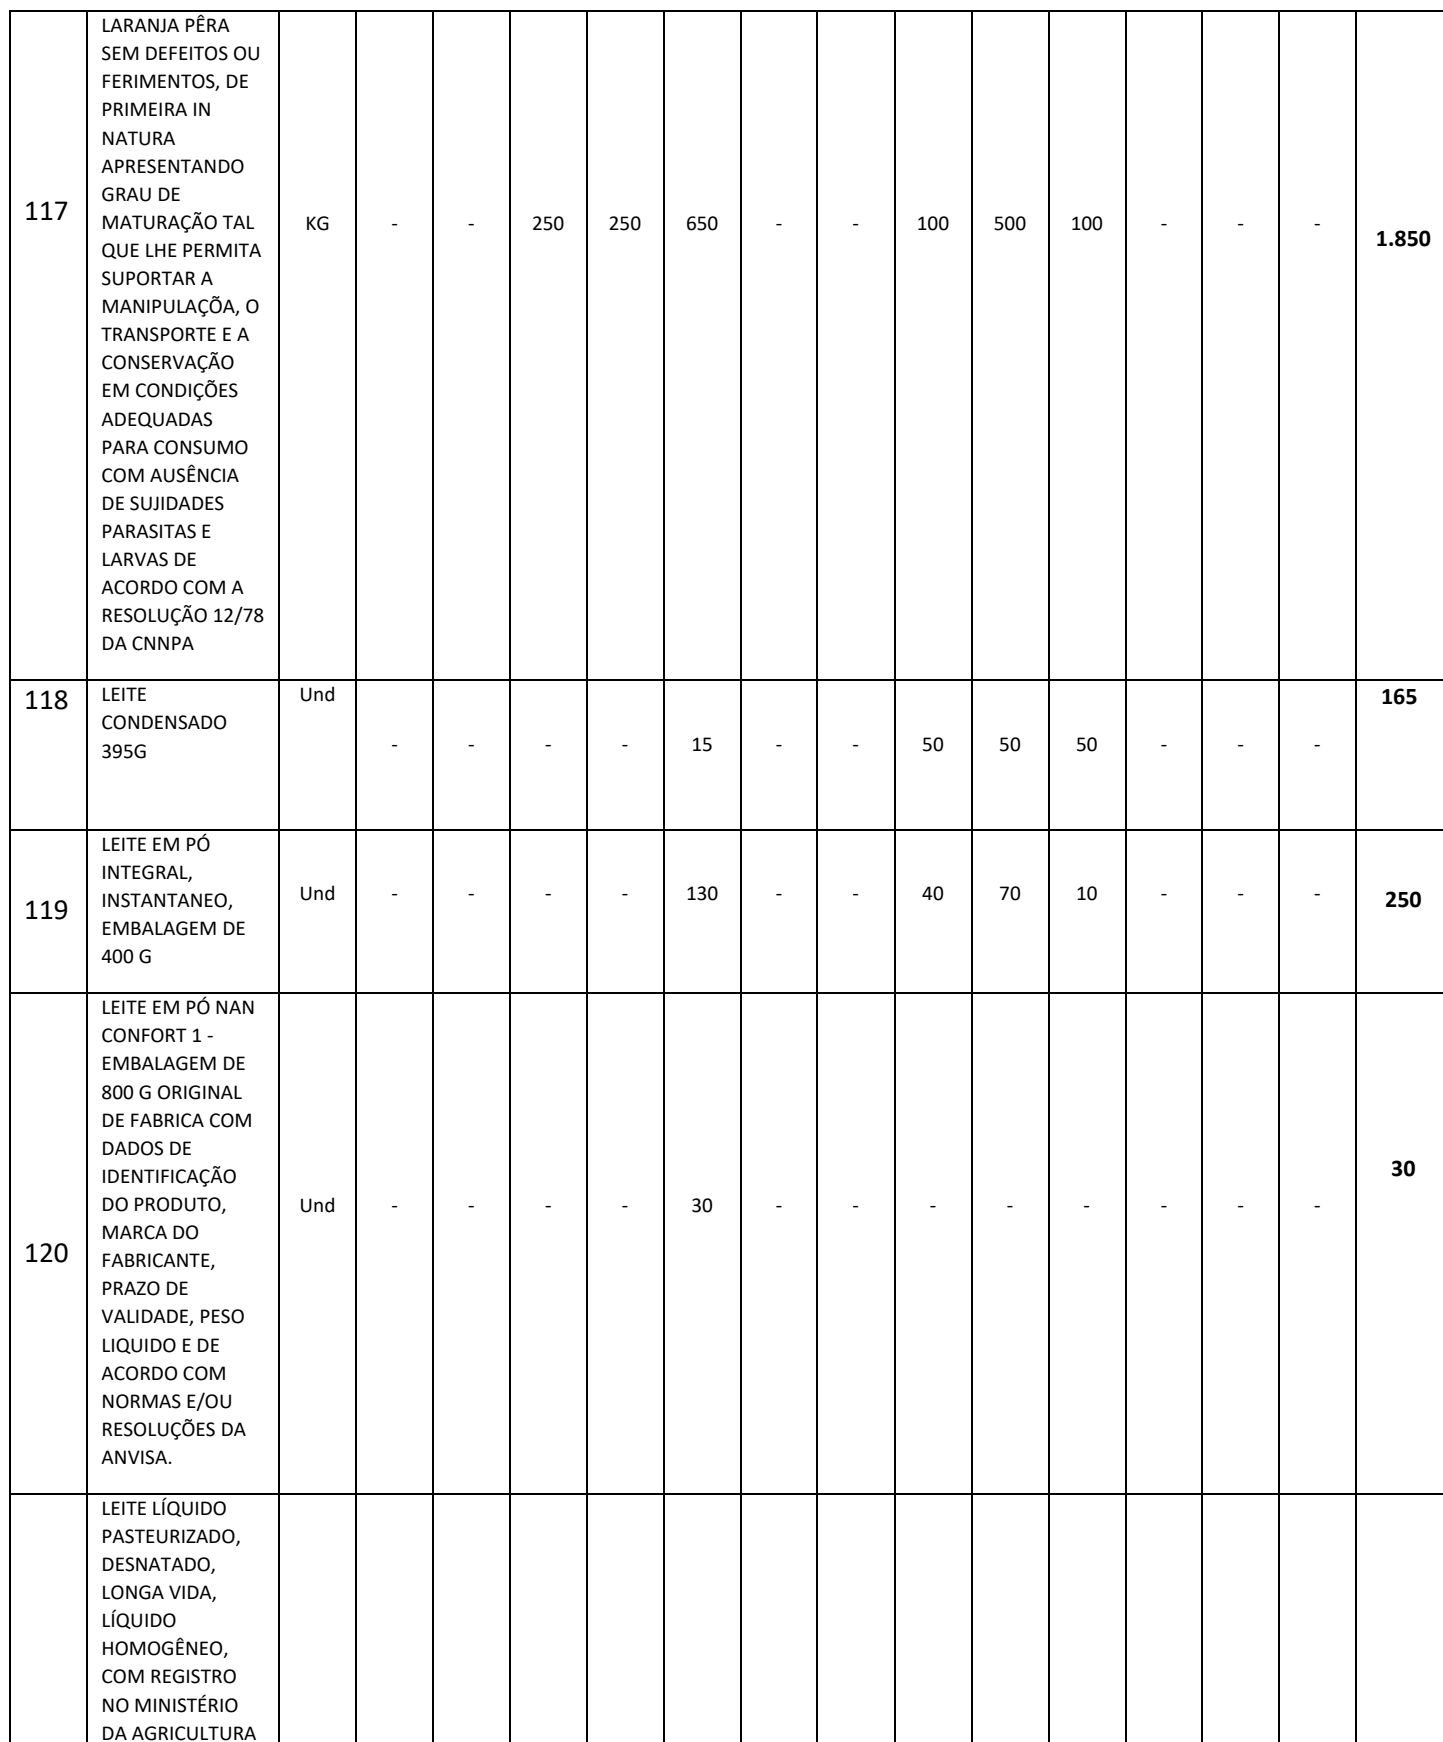 LARANJA PÊRA
SEM DEFEITOS OU
FERIMENTOS, DE
PRIMEIRA IN
NATURA
APRESENTANDO
GRAU DE
117 MATURAÇÃO TAL KG - - 250 250 650 - - 100 500 100 - - - 1.850
QUE LHE PERMITA
SUPORTAR A
MANIPULAÇÕA, O
TRANSPORTE E A
CONSERVAÇÃO
EM CONDIÇÕES
ADEQUADAS
PARA CONSUMO
COM AUSÊNCIA
DE SUJIDADES
PARASITAS E
LARVAS DE
ACORDO COM A
RESOLUÇÃO 12/78
DA CNNPA
118 LEITE Und 165
CONDENSADO
395G - - - - 15 - - 50 50 50 - - -
LEITE EM PÓ
INTEGRAL,
119 INSTANTANEO, Und - - - - 130 - - 40 70 10 - - - 250
EMBALAGEM DE
400 G
LEITE EM PÓ NAN
CONFORT 1 -
EMBALAGEM DE
800 G ORIGINAL
DE FABRICA COM
DADOS DE
IDENTIFICAÇÃO 30
DO PRODUTO, Und - - - - 30 - - - - - - - -
MARCA DO
120 FABRICANTE,
PRAZO DE
VALIDADE, PESO
LIQUIDO E DE
ACORDO COM
NORMAS E/OU
RESOLUÇÕES DA
ANVISA.
LEITE LÍQUIDO
PASTEURIZADO,
DESNATADO,
LONGA VIDA,
LÍQUIDO
HOMOGÊNEO,
COM REGISTRO
NO MINISTÉRIO
DA AGRICULTURA